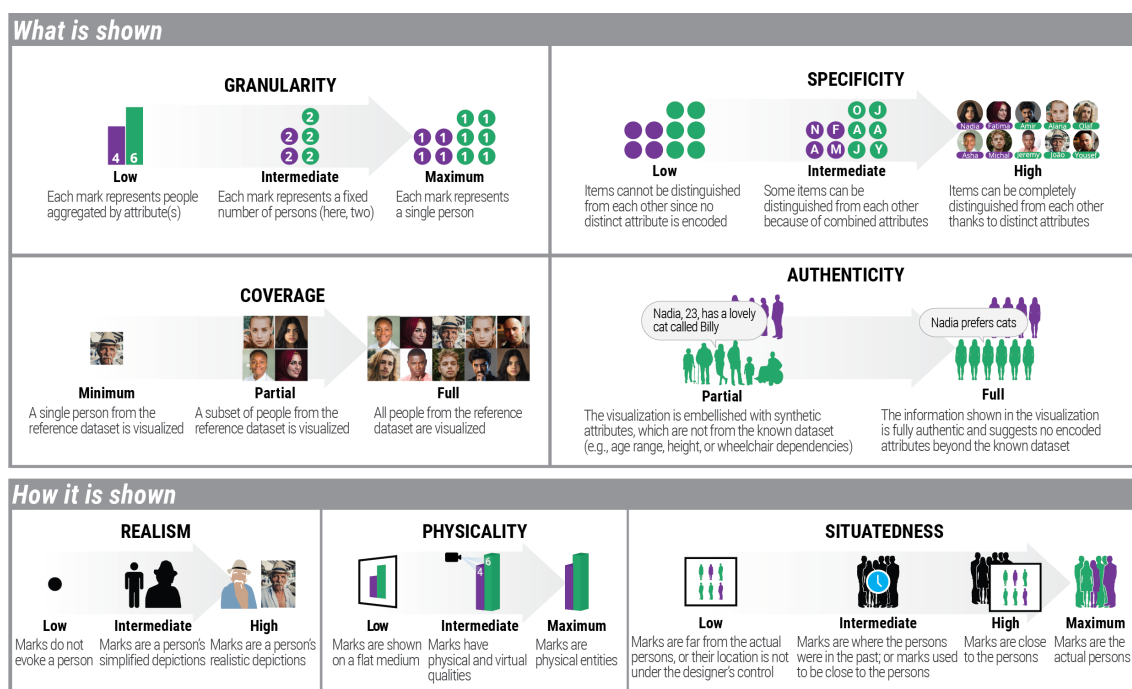 What is shown
GRANULARITY
4 6
Low
Each mark represents people
aggregated by attribute(s)
2
2 2
2 2
Intermediate
Each mark represents a fixed
number of persons (here, two)
1 1
1 1 1 1
1 1 1 1
Maximum
Each mark represents
a single person
SPECIFICITY
Low
Items cannot be distinguished
from each other since no
distinct attribute is encoded
O J
N F A A
A M J Y
Intermediate
Some items can be
distinguished from each other
because of combined attributes
Nadia Fatima Amir Alana Olaf
Asha Michal Jeremy João Yousef
High
Items can be completely
distinguished from each other
thanks to distinct attributes
COVERAGE
Minimum
A single person from the
reference dataset is visualized
Partial
A subset of people from the
reference dataset is visualized
Full
All people from the reference
dataset are visualized
AUTHENTICITY
Nadia, 23, has a lovely
cat called Billy
Partial
The visualization is embellished with synthetic
attributes, which are not from the known dataset
(e.g., age range, height, or wheelchair dependencies)
Nadia prefers cats
Full
The information shown in the visualization
is fully authentic and suggests no encoded
attributes beyond the known dataset
How it is shown
REALISM
Low
Marks do not
evoke a person
Intermediate
Marks are a person's
simplified depictions
High
Marks are a person's
realistic depictions
PHYSICALITY
Low
Marks are shown
on a flat medium
4 6
Intermediate
Marks have
physical and virtual
qualities
Maximum
Marks are
physical entities
SITUATEDNESS
Low
Marks are far from the actual
persons, or their location is not
under the designer's control
Intermediate
Marks are where the persons
were in the past; or marks used
to be close to the persons
High
Marks are close
to the persons
Maximum
Marks are the
actual persons